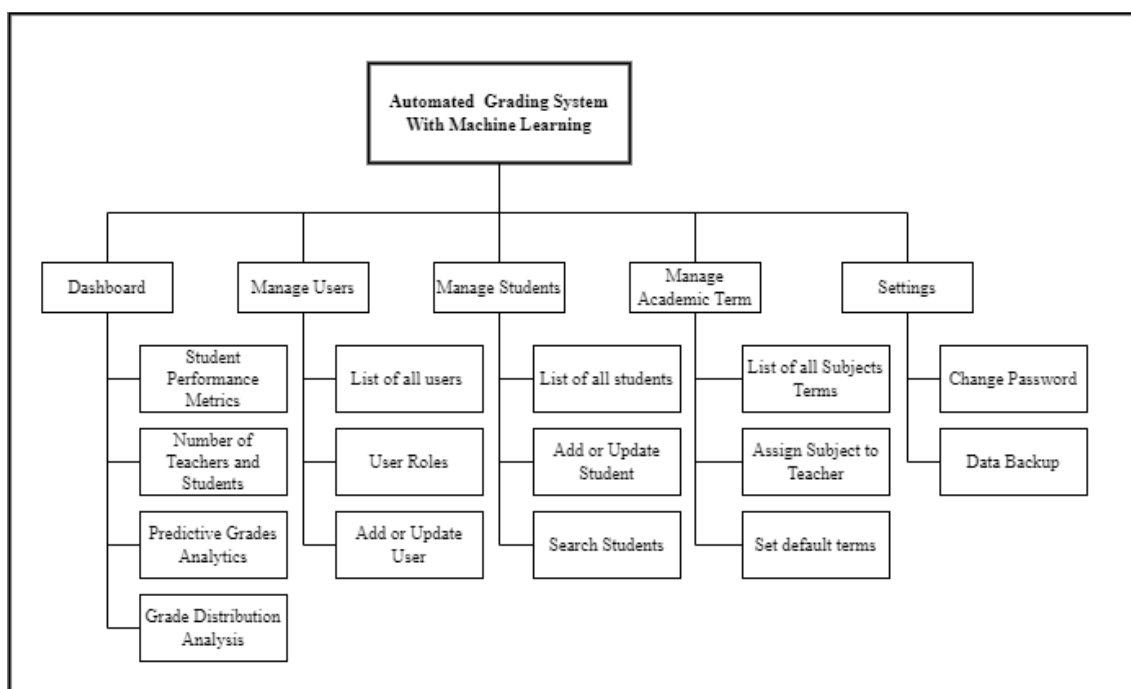 Automated Grading System
With Machine Learning
Dashboard
Manage Users
Manage Students
Manage
Academic Term
Settings
Student
Performance
Metrics
Number of
Teachers and
Students
Predictive Grades
Analytics
Grade Distribution
Analysis
List of all users
User Roles
Add or Update
User
List of all students
Add or Update
Student
Search Students
List of all Subjects
Terms
Assign Subject to
Teacher
Set default terms
Change Password
Data Backup